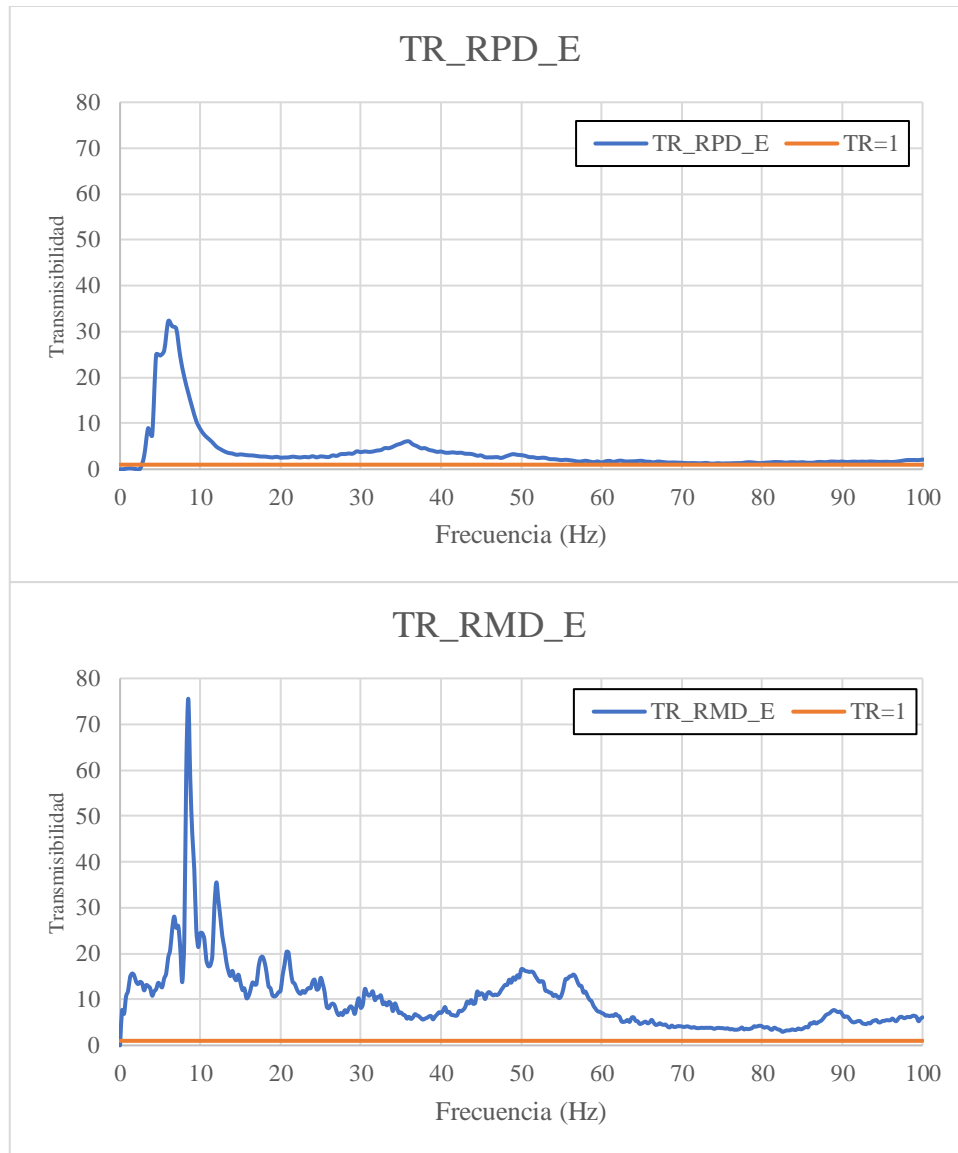 TR_RPD_E
80
70
60
50
40
30
20
10
0
Transmisibilidad
TR_RPD_E TR=1
0 10 20 30 40 50 60 70 80 90 100
Frecuencia (Hz)
TR_RMD_E
80
70
60
50
40
30
20
10
0
Transmisibilidad
TR_RMD_E TR=1
0 10 20 30 40 50 60 70 80 90 100
Frecuencia (Hz)